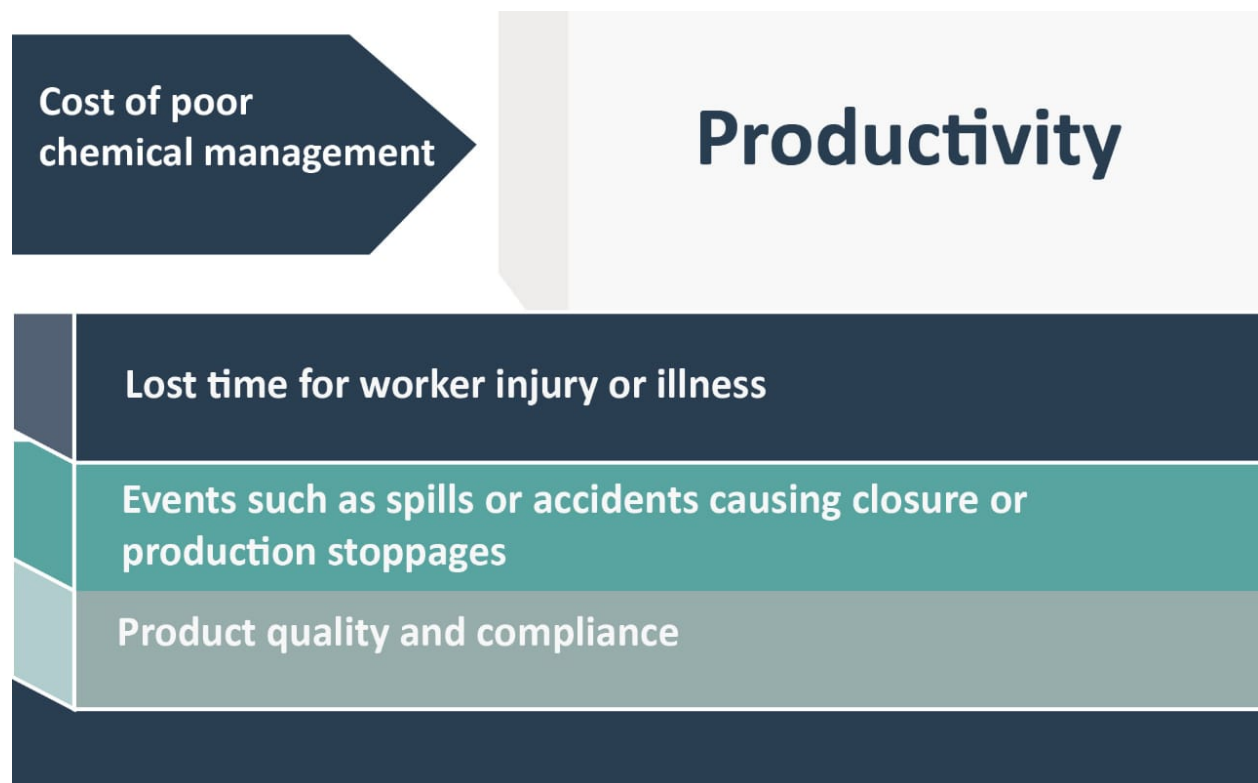 Cost of poor
chemical management
Productivity
Lost time for worker injury or illness
Events such as spills or accidents causing closure or
production stoppages
Product quality and compliance